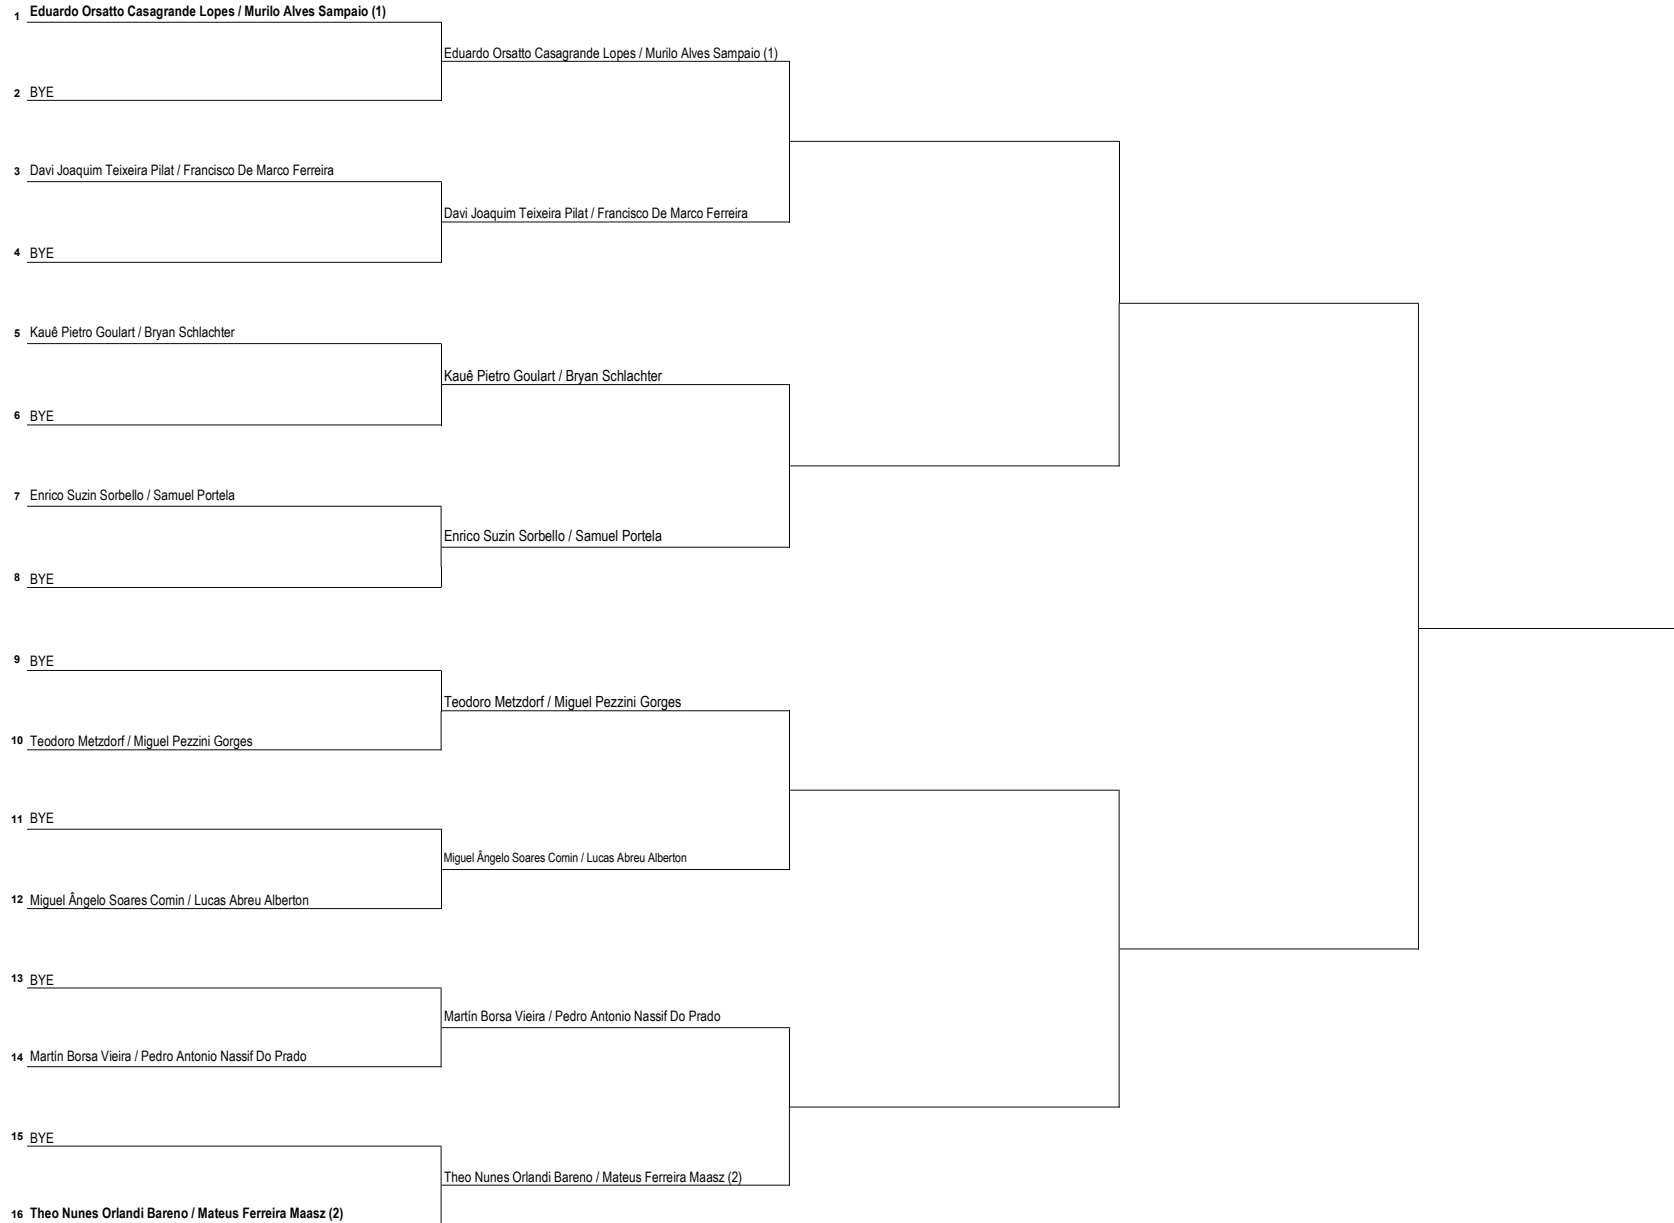 1 Eduardo Orsatto Casagrande Lopes / Murilo Alves Sampaio (1)
Eduardo Orsatto Casagrande Lopes / Murilo Alves Sampaio (1)
2 BYE
3 Davi Joaquim Teixeira Pilat / Francisco De Marco Ferreira
Davi Joaquim Teixeira Pilat / Francisco De Marco Ferreira
4 BYE
5 Kauê Pietro Goulart / Bryan Schlachter
Kauê Pietro Goulart / Bryan Schlachter
6 BYE
7 Enrico Suzin Sorbello / Samuel Portela
Enrico Suzin Sorbello / Samuel Portela
8 BYE
9 BYE
Teodoro Metzdorf / Miguel Pezzini Gorges
10 Teodoro Metzdorf / Miguel Pezzini Gorges
11 BYE
Miguel Ângelo Soares Comin / Lucas Abreu Alberton
12 Miguel Ângelo Soares Comin / Lucas Abreu Alberton
13 BYE
Martín Borsa Vieira / Pedro Antonio Nassif Do Prado
14 Martín Borsa Vieira / Pedro Antonio Nassif Do Prado
15 BYE
Theo Nunes Orlandi Bareno / Mateus Ferreira Maasz (2)
16 Theo Nunes Orlandi Bareno / Mateus Ferreira Maasz (2)